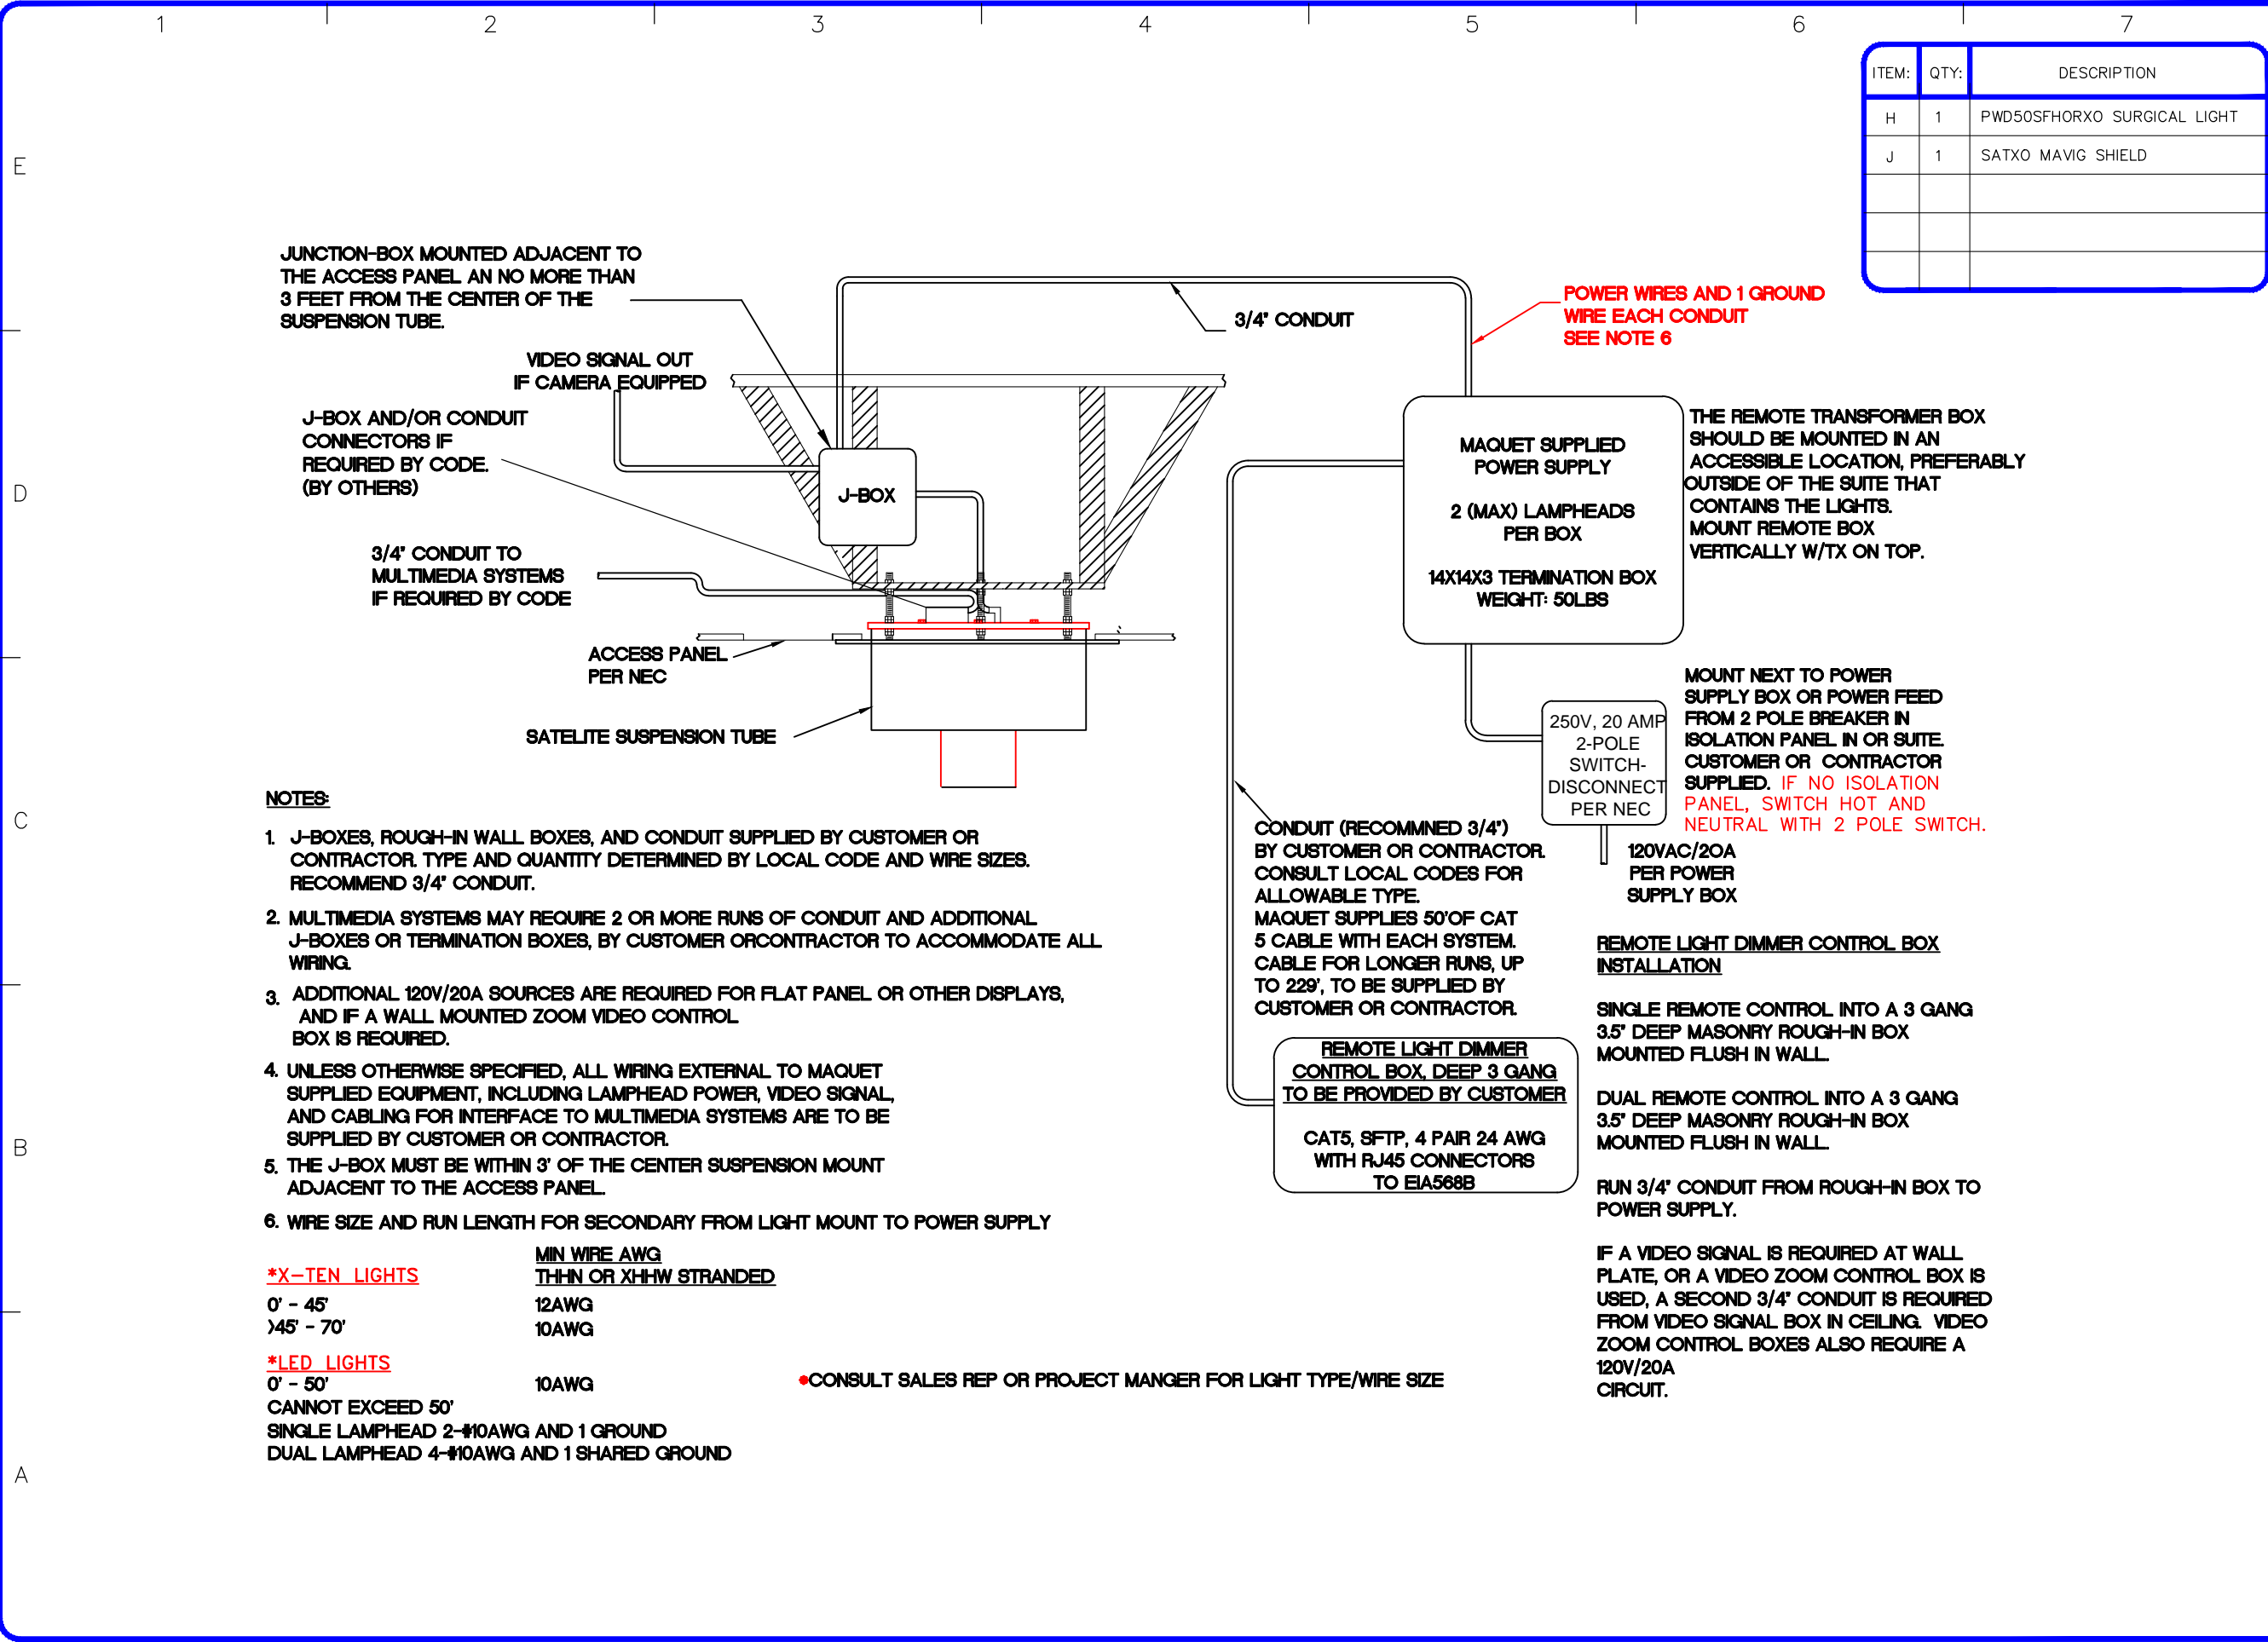 1
2
3
4
5
6
7
E
D
C
B
A
ITEM: QTY: DESCRIPTION
H 1 PWD50SFHORXO SURGICAL LIGHT
J 1 SATXO MAVIG SHIELD
JUNCTION-BOX MOUNTED ADJACENT TO
THE ACCESS PANEL AN NO MORE THAN
3 FEET FROM THE CENTER OF THE
SUSPENSION TUBE.
VIDEO SIGNAL OUT
IF CAMERA EQUIPPED
J-BOX AND/OR CONDUIT
CONNECTORS IF
REQUIRED BY CODE.
(BY OTHERS)
3/4" CONDUIT TO
MULTIMEDIA SYSTEMS
IF REQUIRED BY CODE
J-BOX
ACCESS PANEL
PER NEC
SATELITE SUSPENSION TUBE
3/4" CONDUIT
POWER WIRES AND 1 GROUND
WIRE EACH CONDUIT
SEE NOTE 6
MAQUET SUPPLIED
POWER SUPPLY
2 (MAX) LAMPHEADS
PER BOX
14X14X3 TERMINATION BOX
WEIGHT: 50LBS
THE REMOTE TRANSFORMER BOX
SHOULD BE MOUNTED IN AN
ACCESSIBLE LOCATION, PREFERABLY
OUTSIDE OF THE SUITE THAT
CONTAINS THE LIGHTS.
MOUNT REMOTE BOX
VERTICALLY W/TX ON TOP.
250V, 20 AMP
2-POLE
SWITCH-
DISCONNECT
PER NEC
MOUNT NEXT TO POWER
SUPPLY BOX OR POWER FEED
FROM 2 POLE BREAKER IN
ISOLATION PANEL IN OR SUITE.
CUSTOMER OR CONTRACTOR
SUPPLIED. IF NO ISOLATION
PANEL, SWITCH HOT AND
NEUTRAL WITH 2 POLE SWITCH.
120VAC/20A
PER POWER
SUPPLY BOX
CONDUIT (RECOMMNED 3/4")
BY CUSTOMER OR CONTRACTOR.
CONSULT LOCAL CODES FOR
ALLOWABLE TYPE.
MAQUET SUPPLIES 50'OF CAT
5 CABLE WITH EACH SYSTEM.
CABLE FOR LONGER RUNS, UP
TO 229', TO BE SUPPLIED BY
CUSTOMER OR CONTRACTOR.
REMOTE LIGHT DIMMER
CONTROL BOX, DEEP 3 GANG
TO BE PROVIDED BY CUSTOMER
CAT5, SFTP, 4 PAIR 24 AWG
WITH RJ45 CONNECTORS
TO EIA568B
REMOTE LIGHT DIMMER CONTROL BOX
INSTALLATION
SINGLE REMOTE CONTROL INTO A 3 GANG
3.5" DEEP MASONRY ROUGH-IN BOX
MOUNTED FLUSH IN WALL.
DUAL REMOTE CONTROL INTO A 3 GANG
3.5" DEEP MASONRY ROUGH-IN BOX
MOUNTED FLUSH IN WALL.
RUN 3/4" CONDUIT FROM ROUGH-IN BOX TO
POWER SUPPLY.
IF A VIDEO SIGNAL IS REQUIRED AT WALL
PLATE, OR A VIDEO ZOOM CONTROL BOX IS
USED, A SECOND 3/4" CONDUIT IS REQUIRED
FROM VIDEO SIGNAL BOX IN CEILING. VIDEO
ZOOM CONTROL BOXES ALSO REQUIRE A
120V/20A
CIRCUIT.
NOTES:
1. J-BOXES, ROUGH-IN WALL BOXES, AND CONDUIT SUPPLIED BY CUSTOMER OR
CONTRACTOR. TYPE AND QUANTITY DETERMINED BY LOCAL CODE AND WIRE SIZES.
RECOMMEND 3/4" CONDUIT.
2. MULTIMEDIA SYSTEMS MAY REQUIRE 2 OR MORE RUNS OF CONDUIT AND ADDITIONAL
J-BOXES OR TERMINATION BOXES, BY CUSTOMER ORCONTRACTOR TO ACCOMMODATE ALL
WIRING.
3. ADDITIONAL 120V/20A SOURCES ARE REQUIRED FOR FLAT PANEL OR OTHER DISPLAYS,
AND IF A WALL MOUNTED ZOOM VIDEO CONTROL
BOX IS REQUIRED.
4. UNLESS OTHERWISE SPECIFIED, ALL WIRING EXTERNAL TO MAQUET
SUPPLIED EQUIPMENT, INCLUDING LAMPHEAD POWER, VIDEO SIGNAL,
AND CABLING FOR INTERFACE TO MULTIMEDIA SYSTEMS ARE TO BE
SUPPLIED BY CUSTOMER OR CONTRACTOR.
5. THE J-BOX MUST BE WITHIN 3' OF THE CENTER SUSPENSION MOUNT
ADJACENT TO THE ACCESS PANEL.
6. WIRE SIZE AND RUN LENGTH FOR SECONDARY FROM LIGHT MOUNT TO POWER SUPPLY
MIN WIRE AWG
*X-TEN LIGHTS THHN OR XHHW STRANDED
0' - 45' 12AWG
>45' - 70' 10AWG
*LED LIGHTS
0' - 50' 10AWG
CANNOT EXCEED 50'
SINGLE LAMPHEAD 2-#10AWG AND 1 GROUND
DUAL LAMPHEAD 4-#10AWG AND 1 SHARED GROUND
*CONSULT SALES REP OR PROJECT MANGER FOR LIGHT TYPE/WIRE SIZE